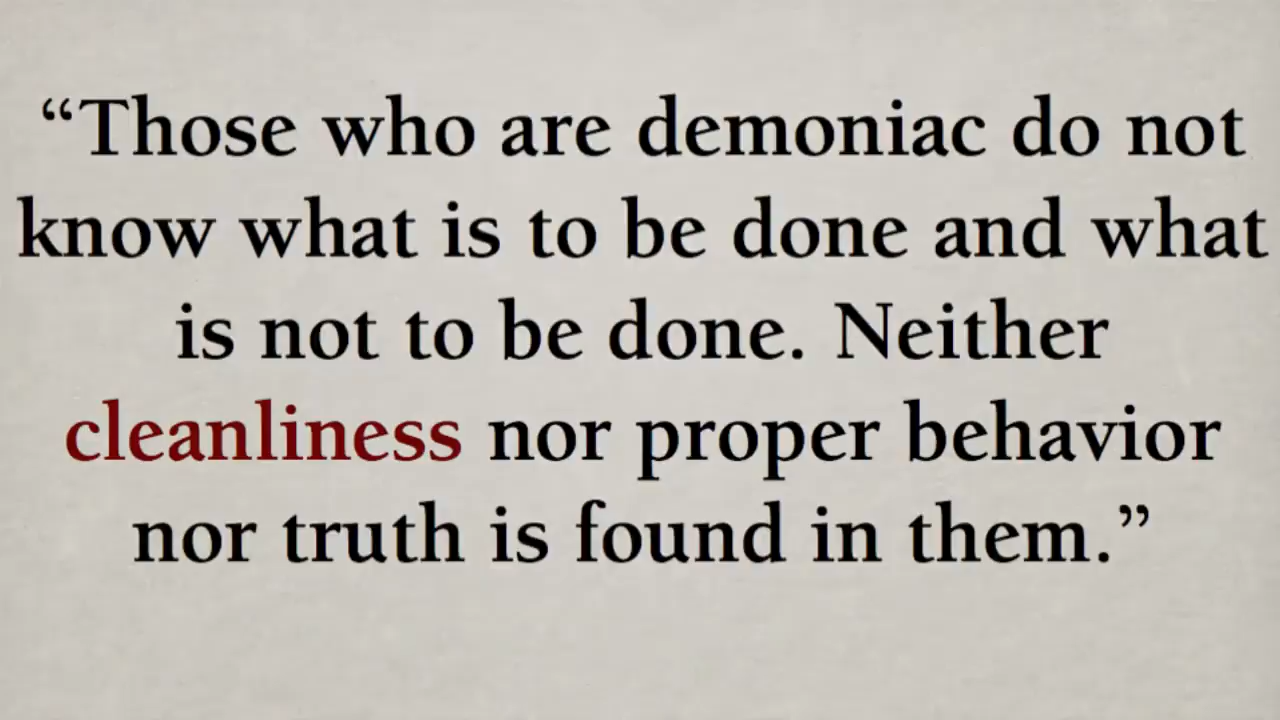 “Those who are demoniac do not
know what is to be done and what
is not to be done. Neither
cleanliness nor proper behavior
nor truth is found in them.”